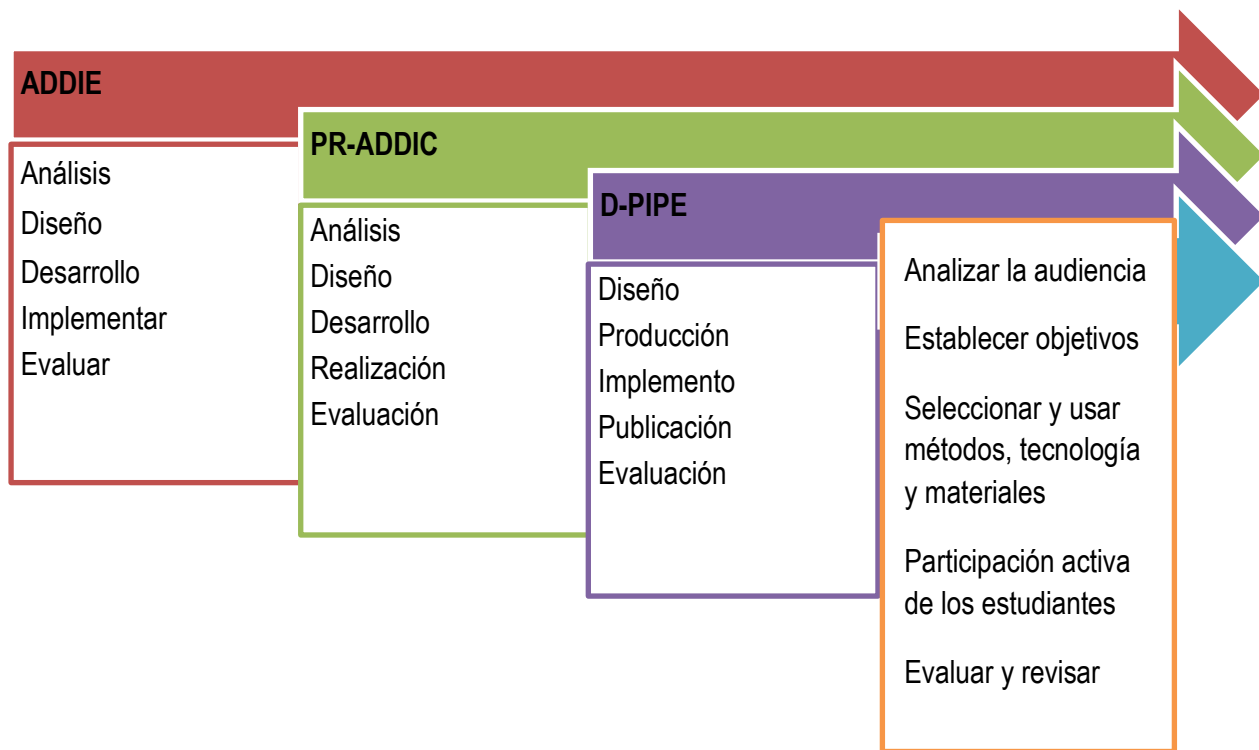 ADDIE
Análisis
Diseño
Desarrollo
Implementar
Evaluar
PR-ADDIC
Análisis
Diseño
Desarrollo
Realización
Evaluación
D-PIPE
Diseño
Producción
Implemento
Publicación
Evaluación
Analizar la audiencia
Establecer objetivos
Seleccionar y usar
métodos, tecnología
y materiales
Participación activa
de los estudiantes
Evaluar y revisar